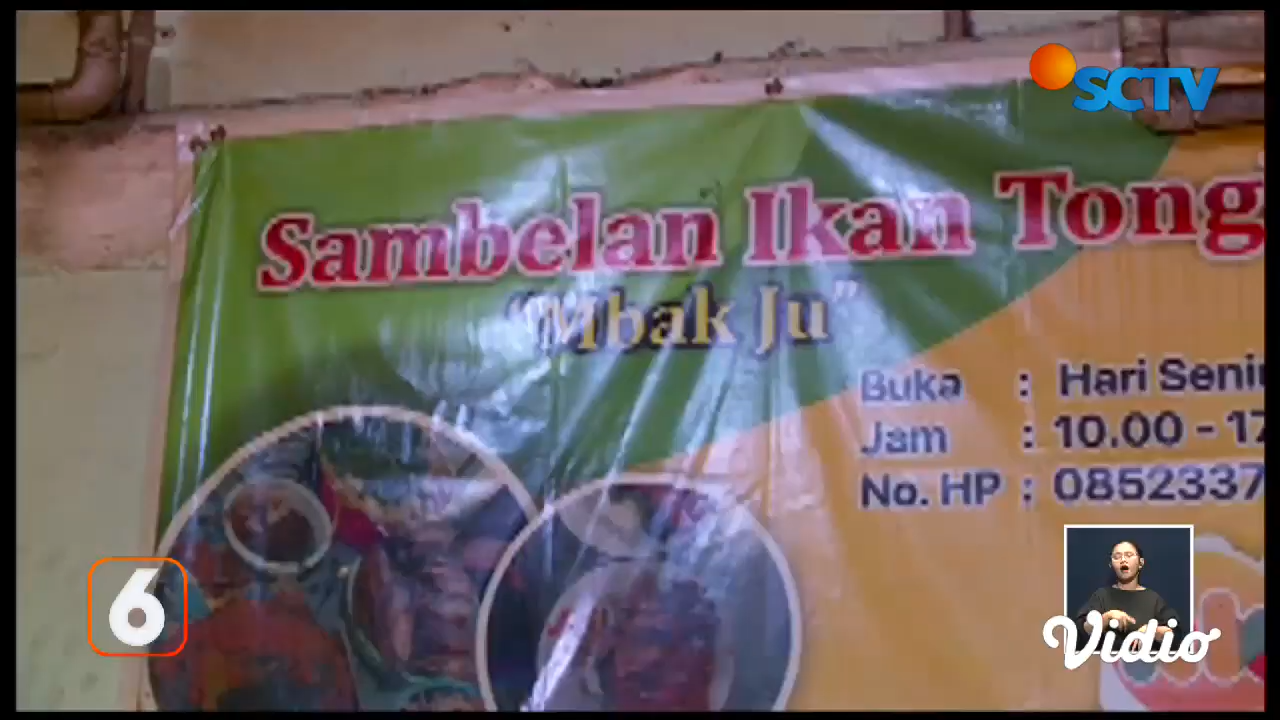 SCTV
Sambelan Ikan Tong
"Mbak Ju"
Buka : Hari Senin
Jam : 10.00 - 17
No. HP : 0852337
6
Vidio